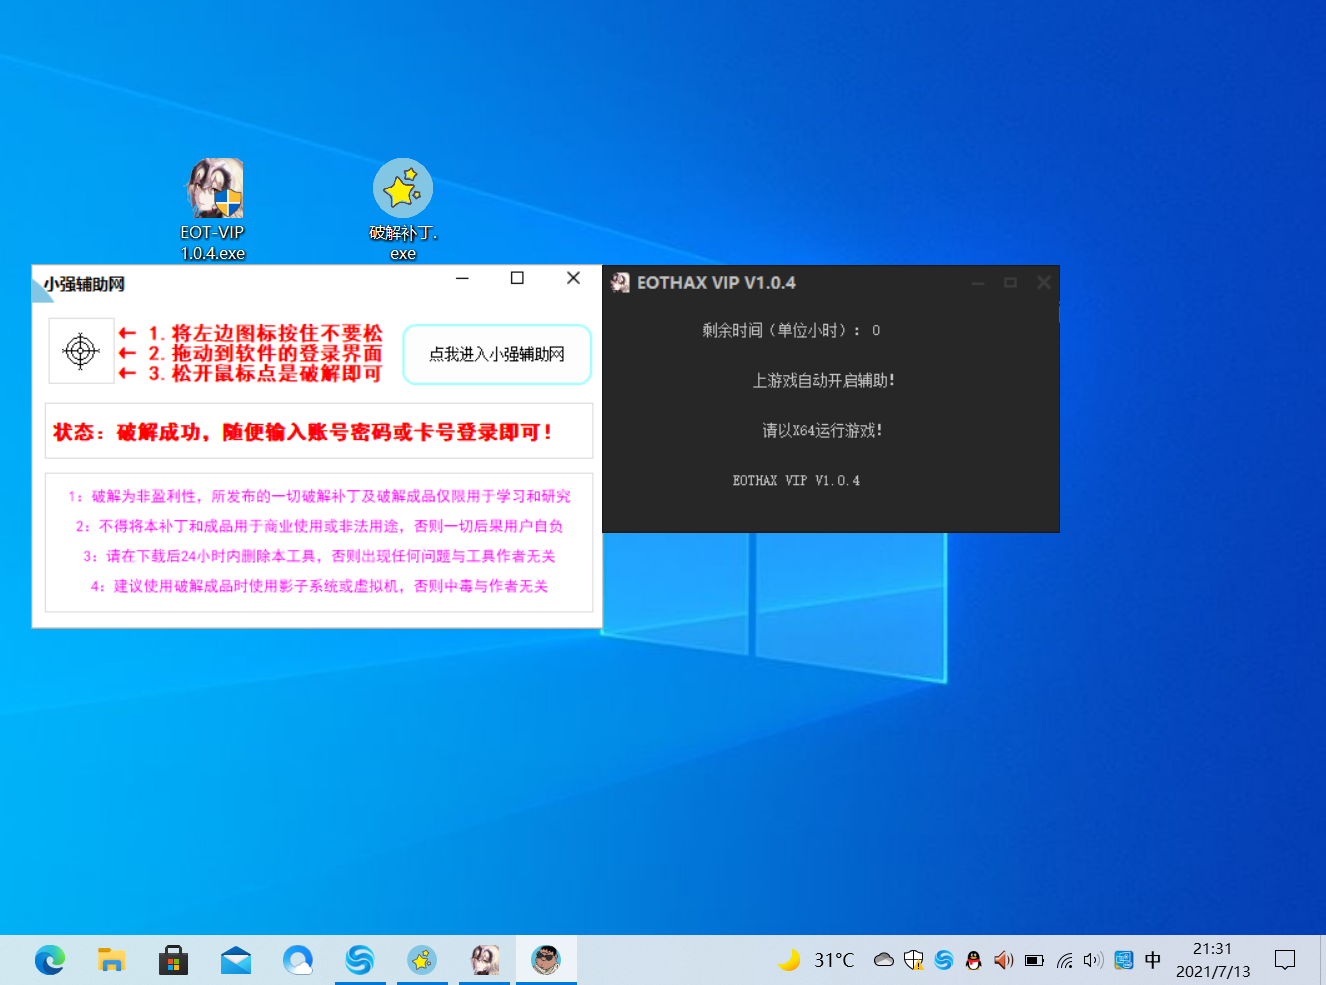 EOT-VIP
1.0.4.exe
破解补丁.
exe
小强辅助网
← 1.将左边图标按住不要松
← 2.拖动到软件的登录界面
← 3.松开鼠标点是破解即可
点我进入小强辅助网
状态：破解成功，随便输入账号密码或卡号登录即可！
1：破解为非盈利性，所发布的一切破解补丁及破解成品仅限用于学习和研究
2：不得将本补丁和成品用于商业使用或非法用途，否则一切后果用户自负
3：请在下载后24小时内删除本工具，否则出现任何问题与工具作者无关
4：建议使用破解成品时使用影子系统或虚拟机，否则中毒与作者无关
EOTHAX VIP V1.0.4
剩余时间（单位小时）：0
上游戏自动开启辅助！
请以X64运行游戏！
EOTHAX VIP V1.0.4
31°C
中
21:31
2021/7/13